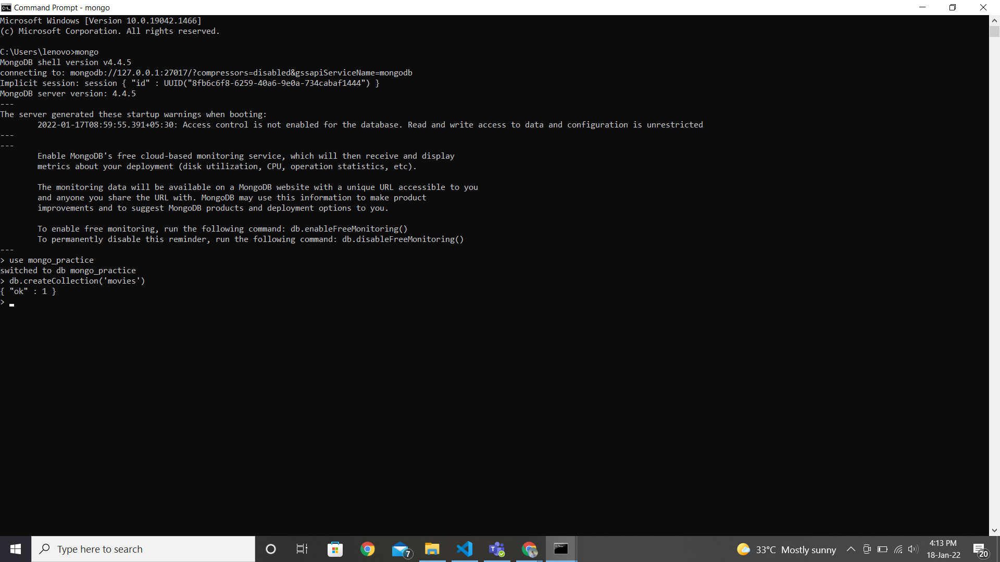 Command Prompt - mongo
Microsoft Windows [Version 10.0.19042.1466]
(c) Microsoft Corporation. All rights reserved.
C:\Users\lenovo>mongo
MongoDB shell version v4.4.5
connecting to: mongodb://127.0.0.1:27017/?compressors=disabled&gssapiServiceName=mongodb
Implicit session: session { "id" : UUID("8fb6c6f8-6259-40a6-9e0a-734cabaf1444") }
MongoDB server version: 4.4.5
---
The server generated these startup warnings when booting:
2022-01-17T08:59:55.391+05:30: Access control is not enabled for the database. Read and write access to data and configuration is unrestricted
---
---
Enable MongoDB's free cloud-based monitoring service, which will then receive and display
metrics about your deployment (disk utilization, CPU, operation statistics, etc).
The monitoring data will be available on a MongoDB website with a unique URL accessible to you
and anyone you share the URL with. MongoDB may use this information to make product
improvements and to suggest MongoDB products and deployment options to you.
To enable free monitoring, run the following command: db.enableFreeMonitoring()
To permanently disable this reminder, run the following command: db.disableFreeMonitoring()
---
> use mongo_practice
switched to db mongo_practice
> db.createCollection('movies')
{ "ok" : 1 }
>
Type here to search
7
33°C Mostly sunny
4:13 PM
18-Jan-22
20